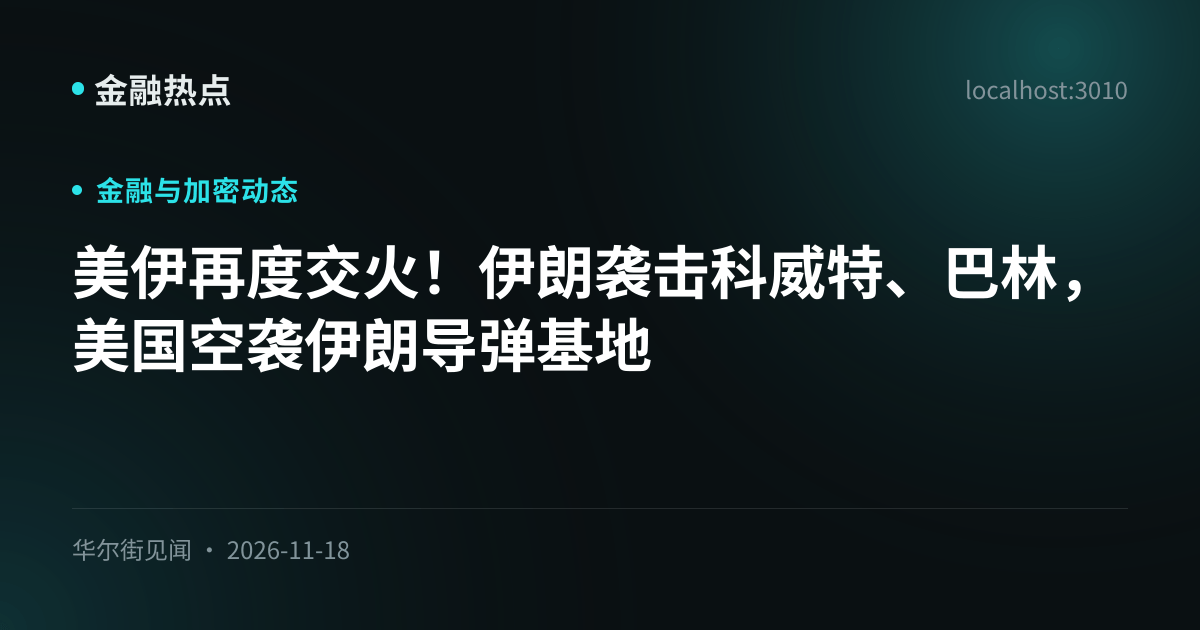 金融热点
localhost:3010
金融与加密动态
美伊再度交火！伊朗袭击科威特、巴林，
美国空袭伊朗导弹基地
华尔街见闻 · 2026-11-18